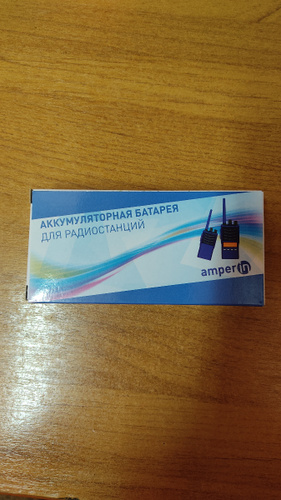 АККУМУЛЯТОРНАЯ БАТАРЕЯ
ДЛЯ РАДИОСТАНЦИЙ
amperin